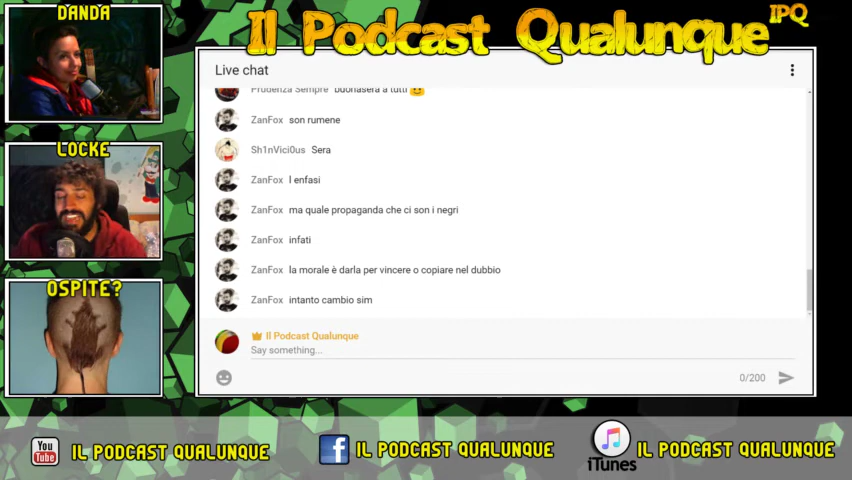 DANDA
Il Podcast Qualunque IPQ
Live chat
Prudenza Sempre buonasera a tutti
ZanFox son rumene
LOCKE
Sh1nVici0us Sera
ZanFox l enfasi
ZanFox ma quale propaganda che ci son i negri
ZanFox infati
ZanFox la morale è darla per vincere o copiare nel dubbio
OSPITE?
ZanFox intanto cambio sim
Il Podcast Qualunque
Say something...
0/200
You Tube IL PODCAST QUALUNQUE
f IL PODCAST QUALUNQUE
iTunes IL PODCAST QUALUNQUE